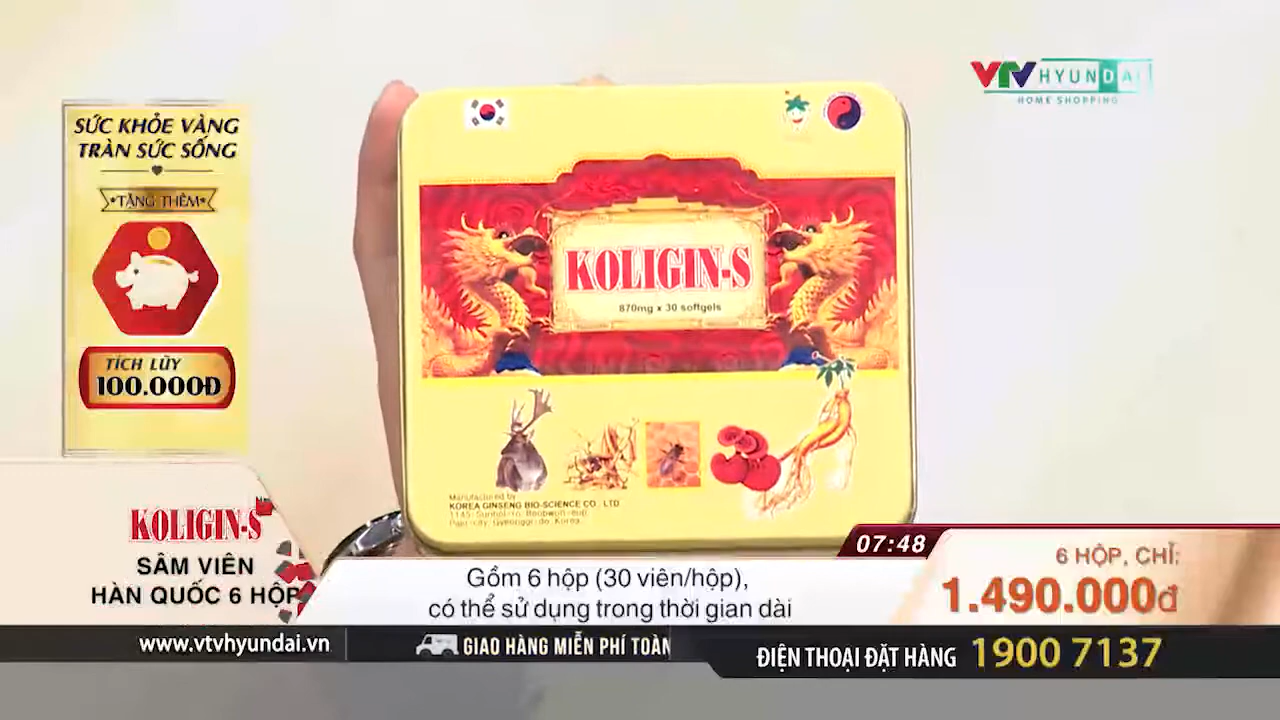 VTV HYUNDAI
HOME SHOPPING
SỨC KHỎE VÀNG
TRÀN SỨC SỐNG
TẶNG THÊM
TÍCH LŨY
100.000Đ
KOLIGIN-S
870mg x 30 softgels
Manufactured by
KOREA GINSENG BIO-SCIENCE CO., LTD
KOLIGIN-S
SÂM VIÊN
HÀN QUỐC 6 HỘP
Gồm 6 hộp (30 viên/hộp),
có thể sử dụng trong thời gian dài
07:48
6 HỘP, CHỈ:
1.490.000đ
www.vtvhyundai.vn
GIAO HÀNG MIỄN PHÍ TOÀN
ĐIỆN THOẠI ĐẶT HÀNG 1900 7137